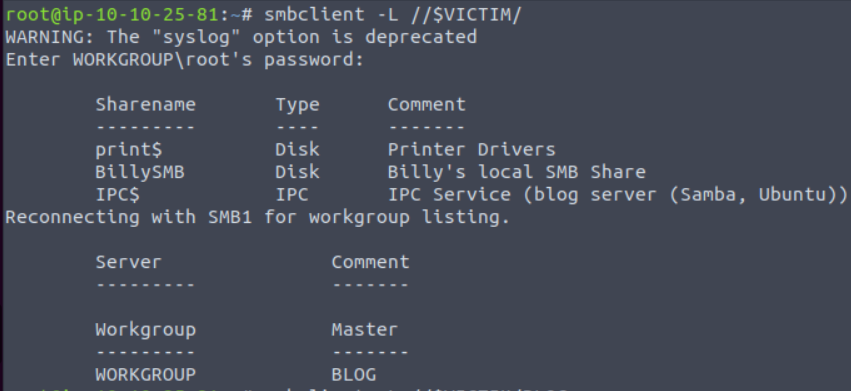 root@ip-10-10-25-81:~# smbclient -L //$VICTIM/
WARNING: The "syslog" option is deprecated
Enter WORKGROUP\root's password:
Sharename Type Comment
--------- ---- -------
print$ Disk Printer Drivers
BillySMB Disk Billy's local SMB Share
IPC$ IPC IPC Service (blog server (Samba, Ubuntu))
Reconnecting with SMB1 for workgroup listing.
Server Comment
--------- -------
Workgroup Master
--------- -------
WORKGROUP BLOG